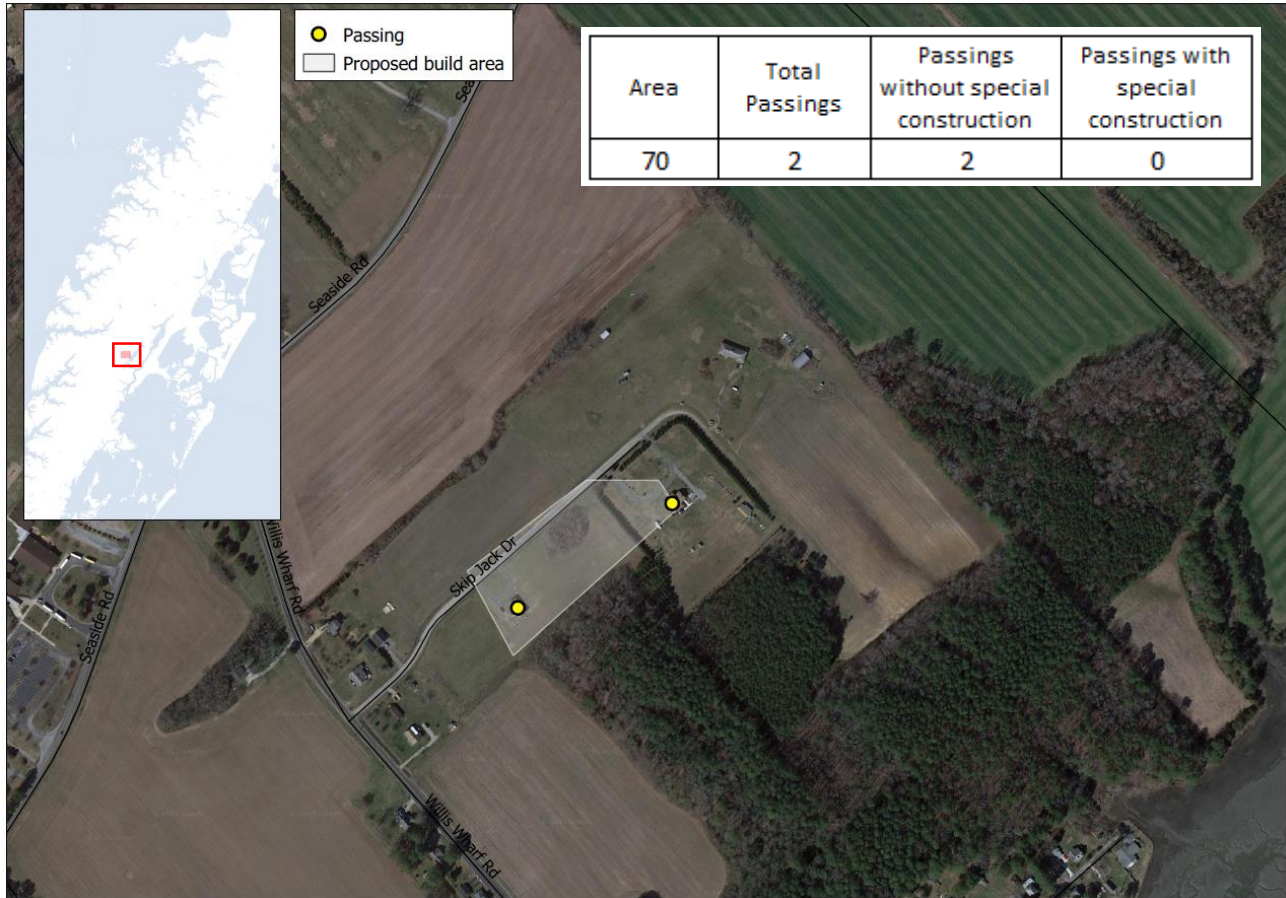 Passing
Proposed build area
Area
Total
Passings
Passings
without special
construction
Passings with
special
construction
70
2
2
0
Seaside Rd
Skip Jack Dr
Willis Wharf Rd
Seaside Rd
Willis Wharf Rd